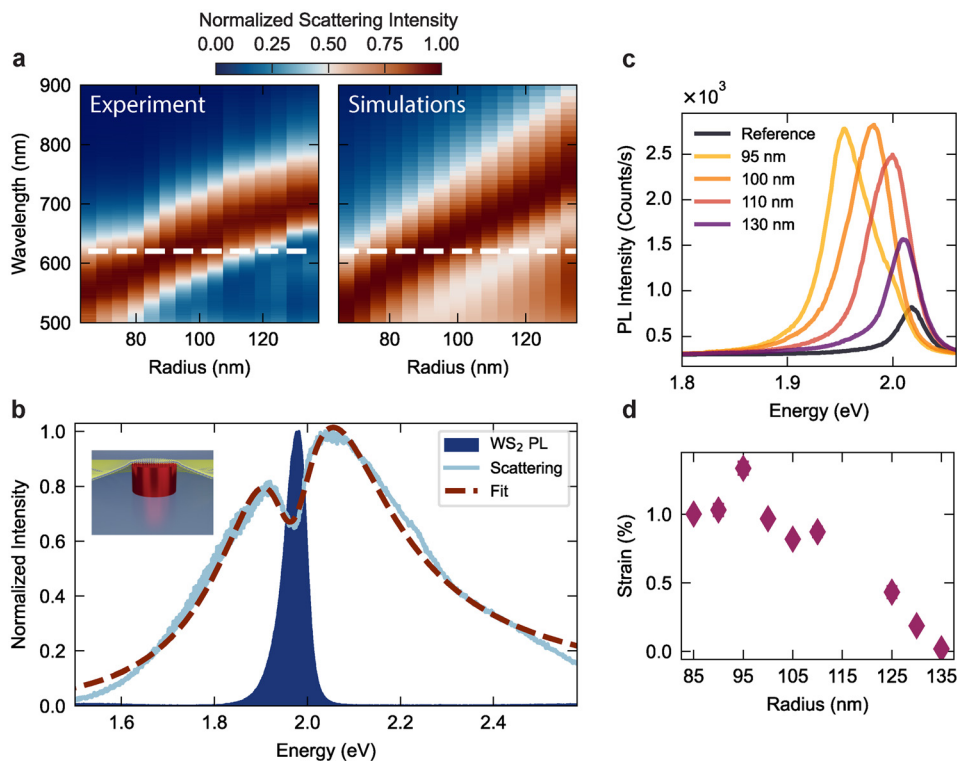 Normalized Scattering Intensity
0.00 0.25 0.50 0.75 1.00
a
Experiment
Simulations
900
800
700
600
500
Wavelength (nm)
80 100 120
80 100 120
Radius (nm)
Radius (nm)
c
×10³
Reference
95 nm
100 nm
110 nm
130 nm
2.5
2.0
1.5
1.0
0.5
PL Intensity (Counts/s)
1.8 1.9 2.0
Energy (eV)
b
WS₂ PL
Scattering
Fit
1.0
0.8
0.6
0.4
0.2
0
Normalized Intensity
1.6 1.8 2.0 2.2 2.4
Energy (eV)
d
1.0
0.5
0.0
Strain (%)
85 95 105 115 125 135
Radius (nm)